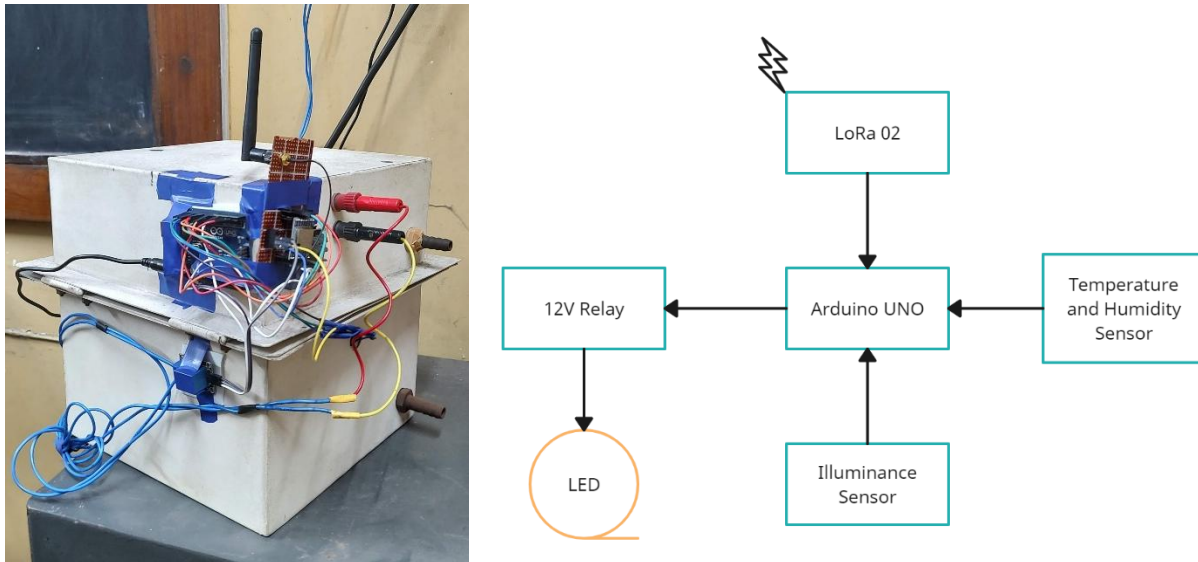 LoRa 02
12V Relay
Arduino UNO
Temperature
and Humidity
Sensor
LED
Illuminance
Sensor